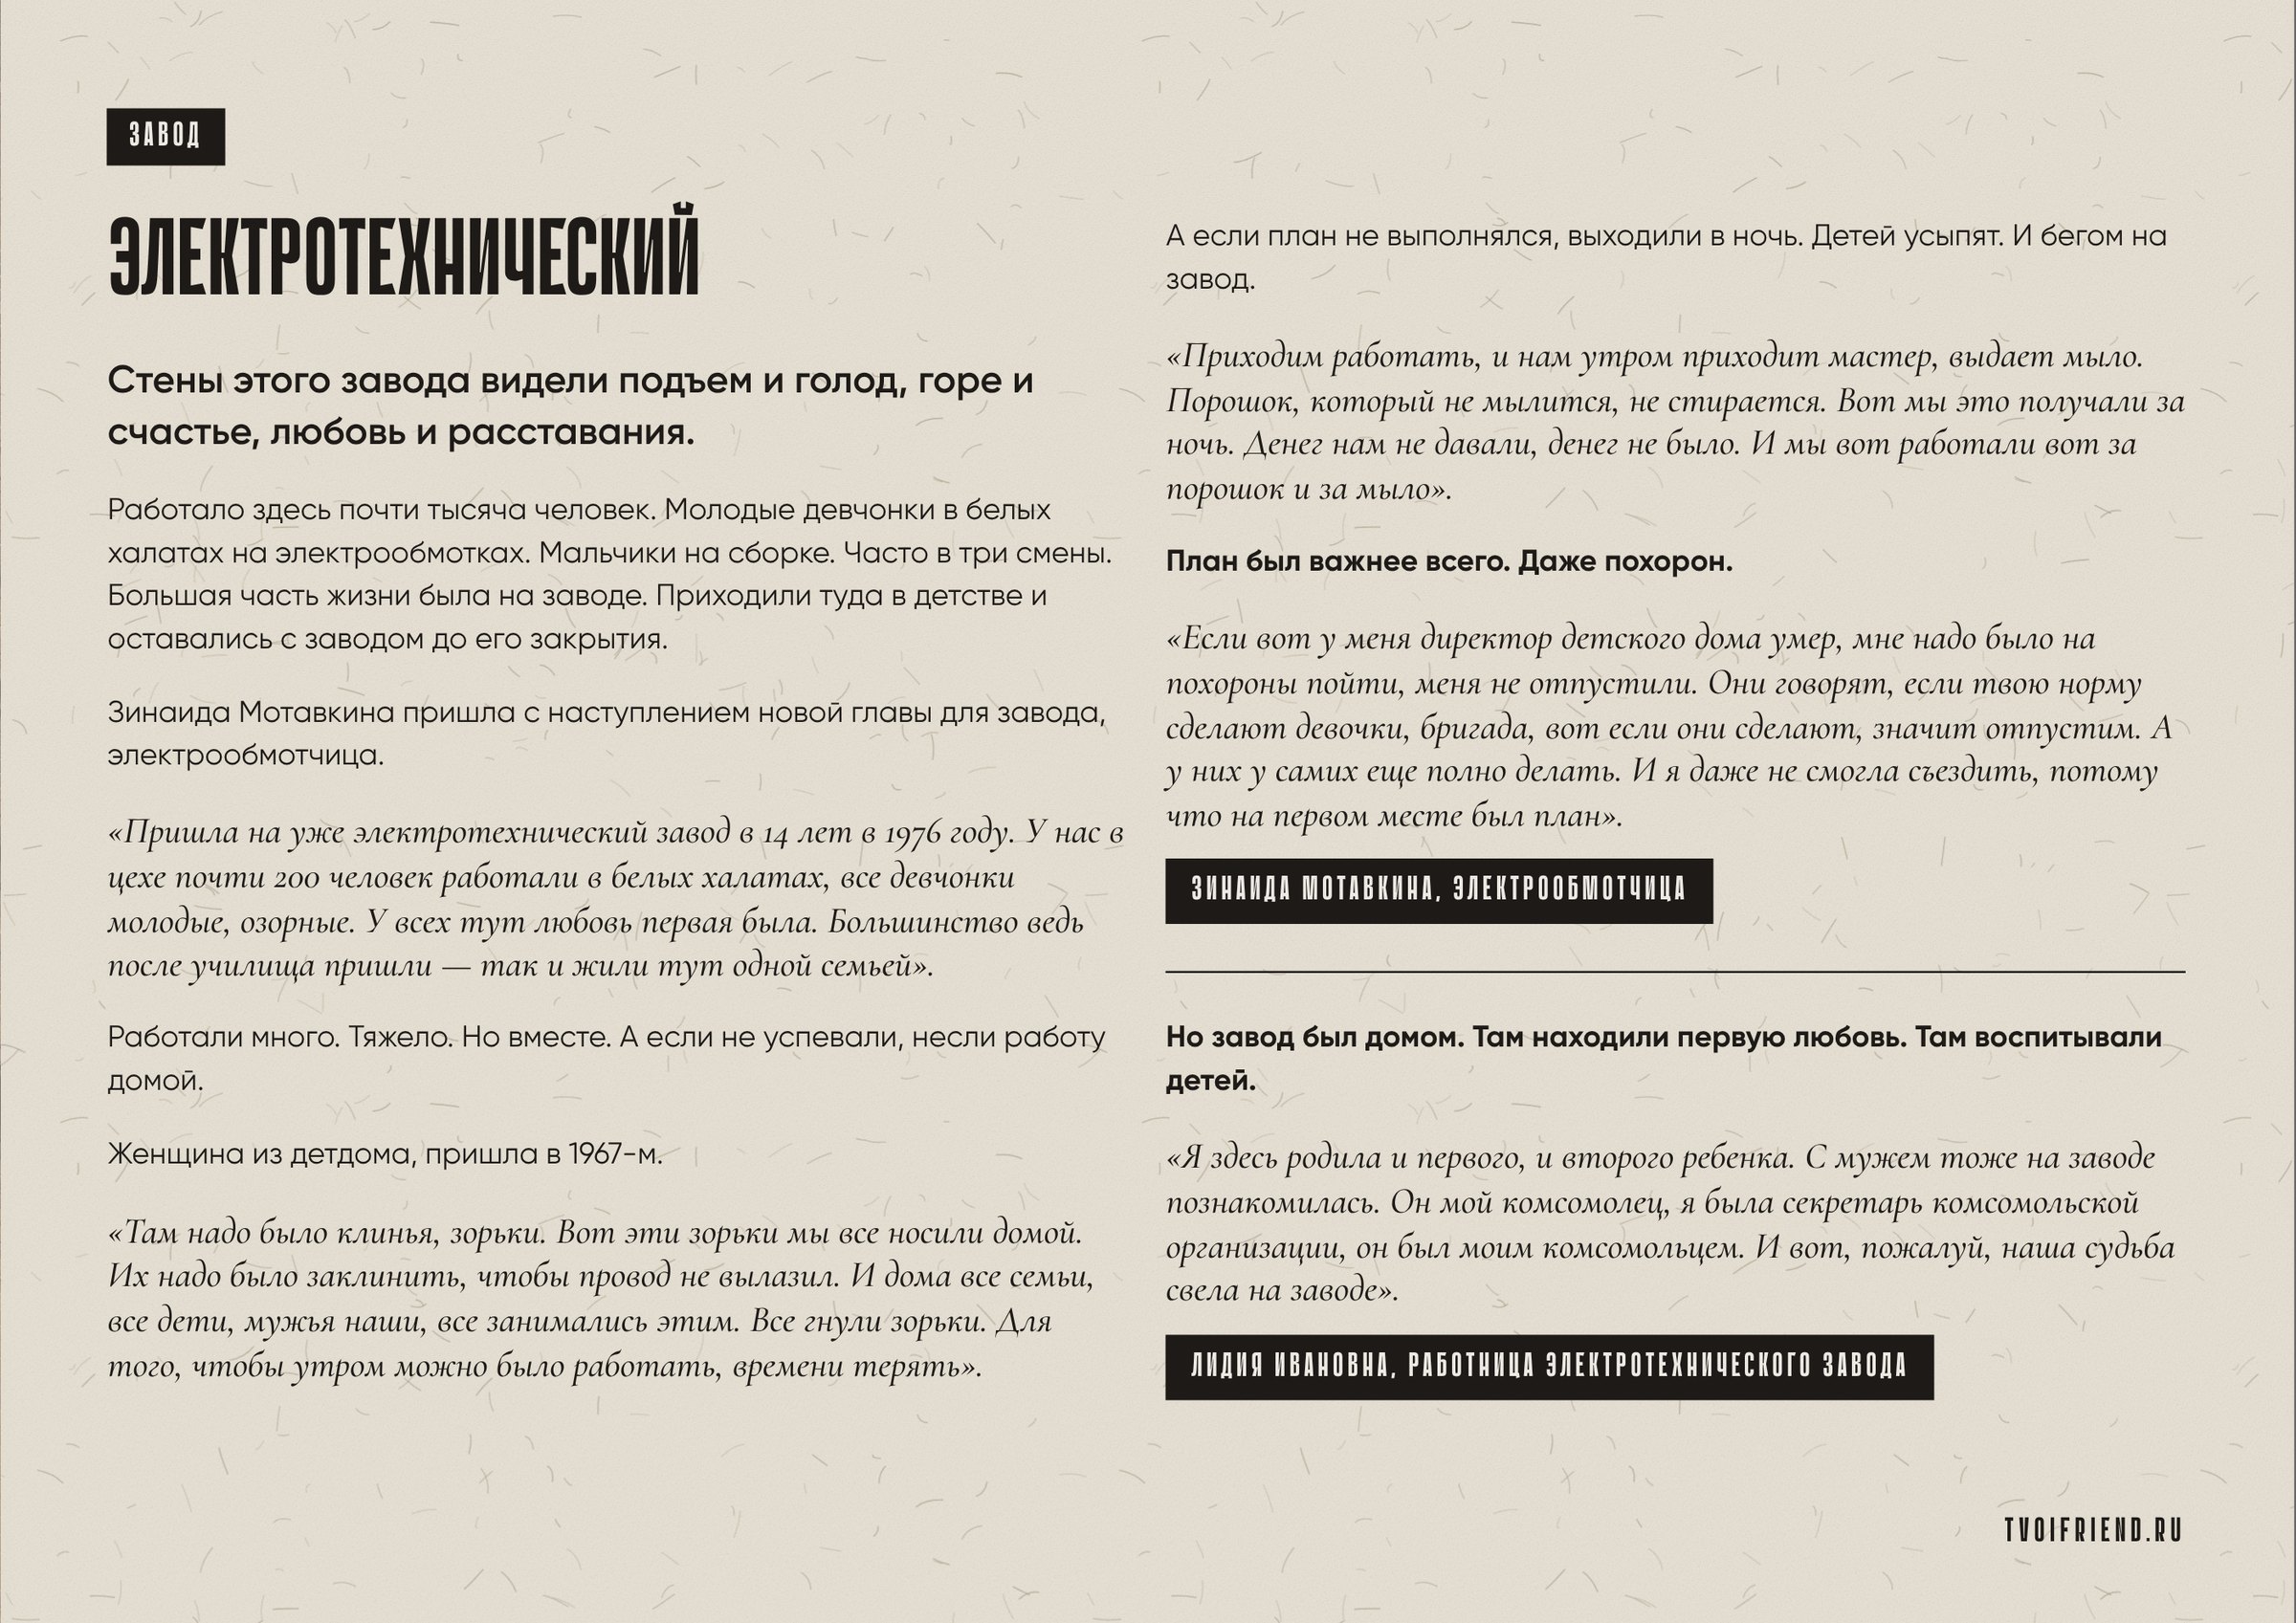 ЗАВОД
ЭЛЕКТРОТЕХНИЧЕСКИЙ
Стены этого завода видели подъем и голод, горе и
счастье, любовь и расставания.
Работало здесь почти тысяча человек. Молодые девчонки в белых
халатах на электрообмотках. Мальчики на сборке. Часто в три смены.
Большая часть жизни была на заводе. Приходили туда в детстве и
оставались с заводом до его закрытия.
Зинаида Мотавкина пришла с наступлением новой главы для завода,
электрообмотчица.
«Пришла на уже электротехнический завод в 14 лет в 1976 году. У нас в
цехе почти 200 человек работали в белых халатах, все девчонки
молодые, озорные. У всех тут любовь первая была. Большинство ведь
после училища пришли — так и жили тут одной семьей».
Работали много. Тяжело. Но вместе. А если не успевали, несли работу
домой.
Женщина из детдома, пришла в 1967-м.
«Там надо было клинья, зорьки. Вот эти зорьки мы все носили домой.
Их надо было заклинить, чтобы провод не вылазил. И дома все семьи,
все дети, мужья наши, все занимались этим. Все гнули зорьки. Для
того, чтобы утром можно было работать, времени терять».
А если план не выполнялся, выходили в ночь. Детей усыпят. И бегом на
завод.
«Приходим работать, и нам утром приходит мастер, выдает мыло.
Порошок, который не мылится, не стирается. Вот мы это получали за
ночь. Денег нам не давали, денег не было. И мы вот работали вот за
порошок и за мыло».
План был важнее всего. Даже похорон.
«Если вот у меня директор детского дома умер, мне надо было на
похороны пойти, меня не отпустили. Они говорят, если твою норму
сделают девочки, бригада, вот если они сделают, значит отпустим. А
у них у самих еще полно делать. И я даже не смогла съездить, потому
что на первом месте был план».
ЗИНАИДА МОТАВКИНА, ЭЛЕКТРООБМОТЧИЦА
Но завод был домом. Там находили первую любовь. Там воспитывали
детей.
«Я здесь родила и первого, и второго ребенка. С мужем тоже на заводе
познакомилась. Он мой комсомолец, я была секретарь комсомольской
организации, он был моим комсомольцем. И вот, пожалуй, наша судьба
свела на заводе».
ЛИДИЯ ИВАНОВНА, РАБОТНИЦА ЭЛЕКТРОТЕХНИЧЕСКОГО ЗАВОДА
TVOIFRIEND.RU